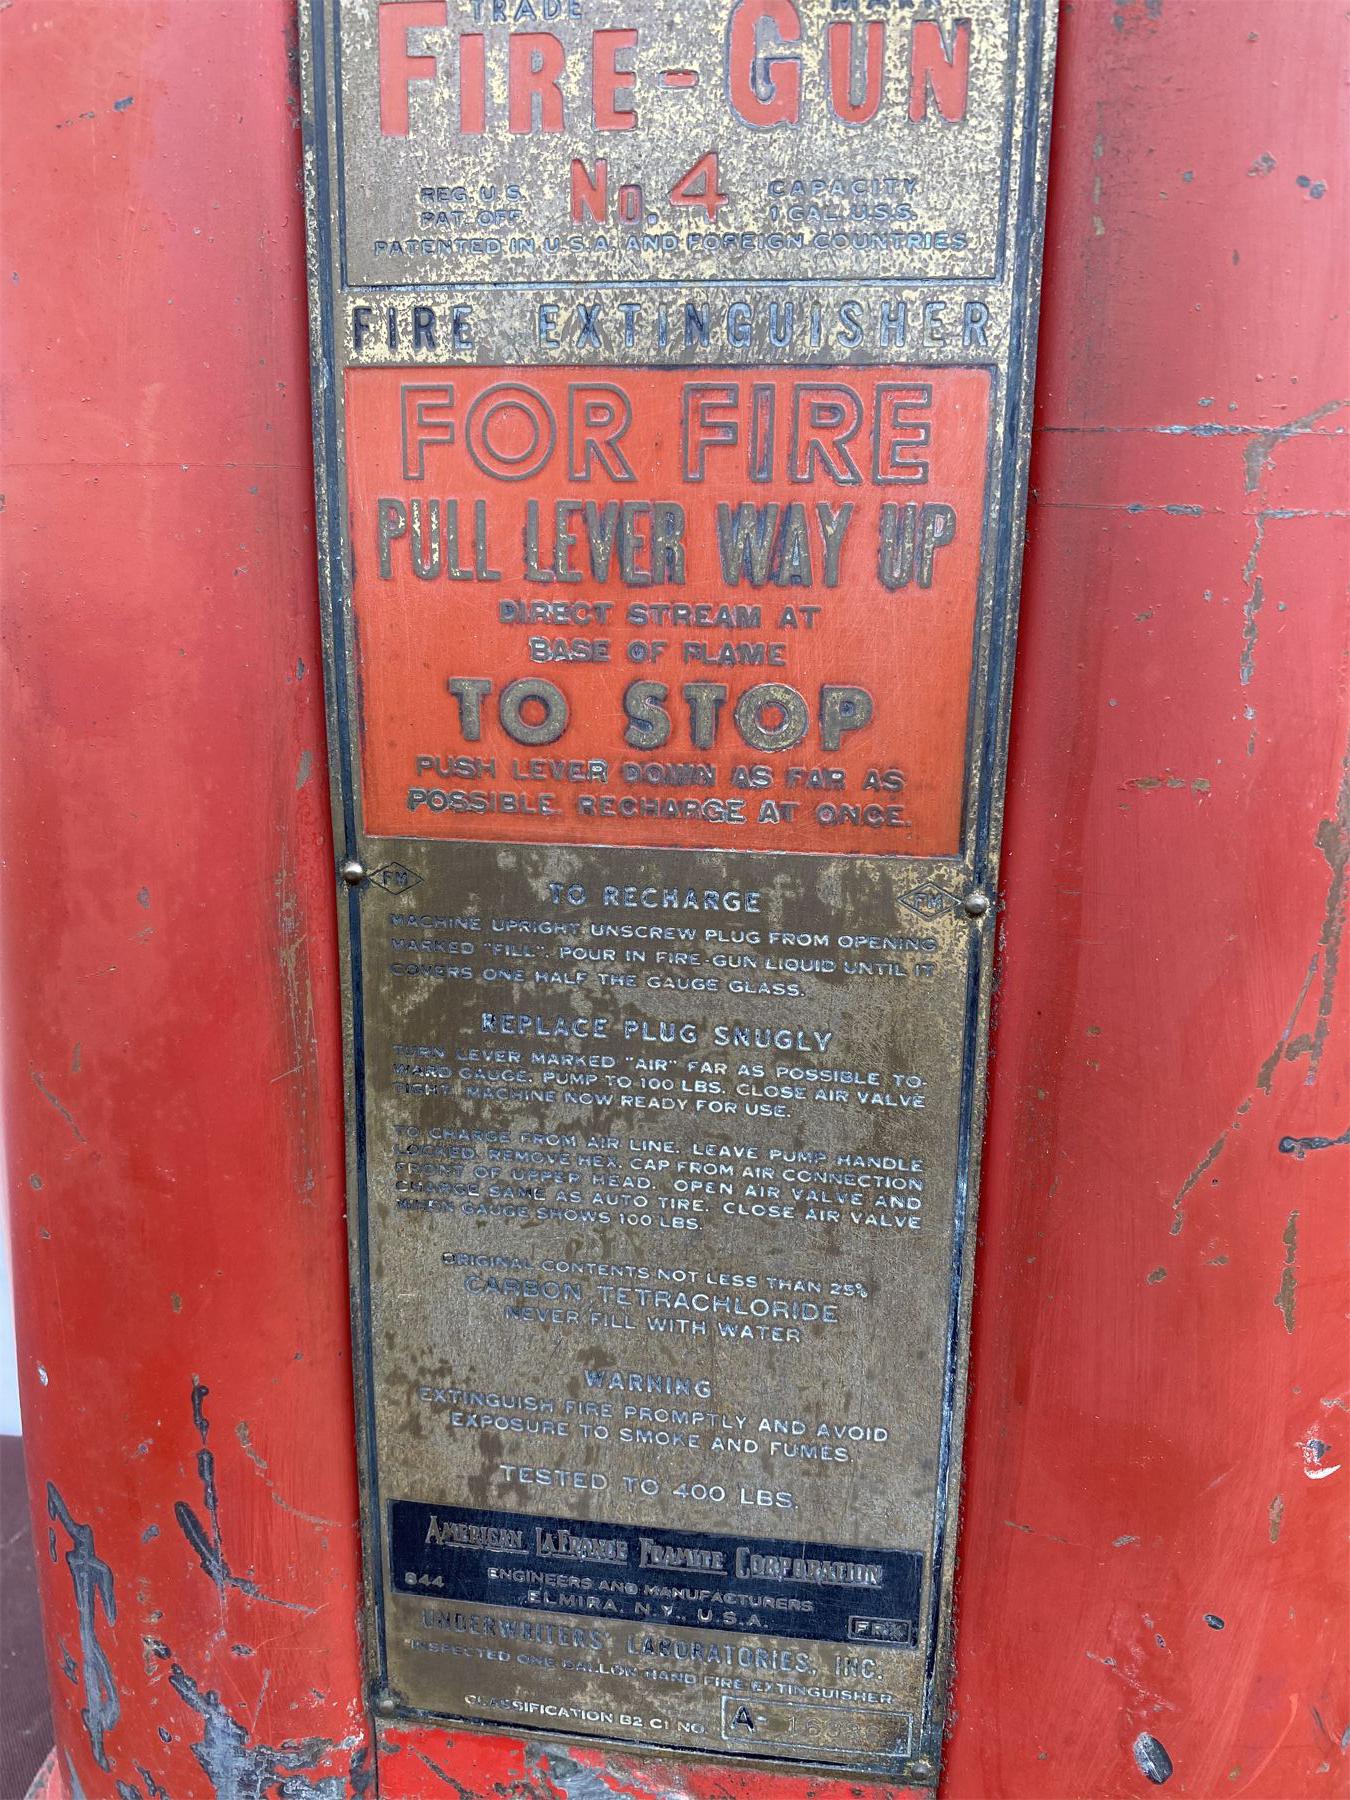 TRADE MARK
FIRE-GUN
REG. U.S. No. 4 CAPACITY
PAT. OFF. 1 GAL. U.S.S.
PATENTED IN U.S.A. AND FOREIGN COUNTRIES
FIRE EXTINGUISHER
FOR FIRE
PULL LEVER WAY UP
DIRECT STREAM AT
BASE OF FLAME
TO STOP
PUSH LEVER DOWN AS FAR AS
POSSIBLE. RECHARGE AT ONCE.
FM FM
TO RECHARGE
MACHINE UPRIGHT UNSCREW PLUG FROM OPENING
MARKED "FILL". POUR IN FIRE-GUN LIQUID UNTIL IT
COVERS ONE HALF THE GAUGE GLASS.
REPLACE PLUG SNUGLY
TURN LEVER MARKED "AIR" FAR AS POSSIBLE TO-
WARD GAUGE. PUMP TO 100 LBS. CLOSE AIR VALVE
TIGHT. MACHINE NOW READY FOR USE.
TO CHARGE FROM AIR LINE. LEAVE PUMP HANDLE
LOCKED. REMOVE HEX. CAP FROM AIR CONNECTION
FRONT OF UPPER HEAD. OPEN AIR VALVE AND
CHARGE SAME AS AUTO TIRE. CLOSE AIR VALVE
WHEN GAUGE SHOWS 100 LBS.
ORIGINAL CONTENTS NOT LESS THAN 25%
CARBON TETRACHLORIDE
NEVER FILL WITH WATER
WARNING
EXTINGUISH FIRE PROMPTLY AND AVOID
EXPOSURE TO SMOKE AND FUMES.
TESTED TO 400 LBS.
AMERICAN LAFRANCE FOAMITE CORPORATION
844 ENGINEERS AND MANUFACTURERS
ELMIRA, N.Y., U.S.A.
UNDERWRITERS' LABORATORIES, INC.
INSPECTED ONE GALLON HAND FIRE EXTINGUISHER
CLASSIFICATION B2 C1 NO. A-